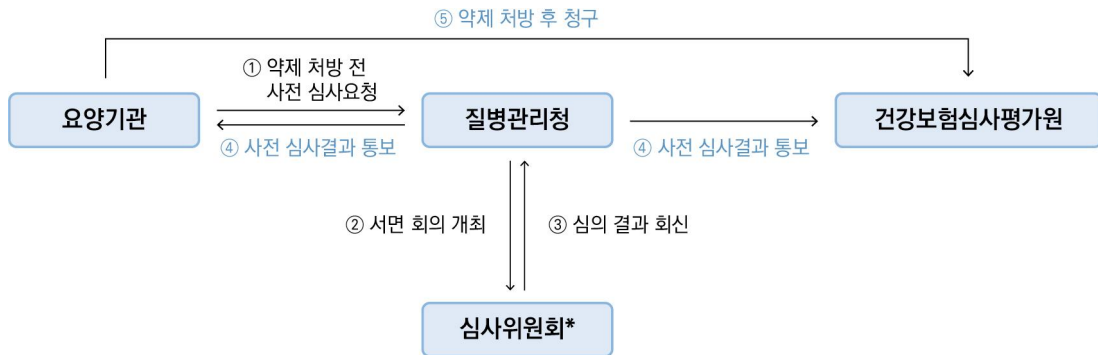 ⑤ 약제 처방 후 청구
① 약제 처방 전
사전 심사요청
요양기관
질병관리청
건강보험심사평가원
④ 사전 심사결과 통보
④ 사전 심사결과 통보
② 서면 회의 개최
③ 심의 결과 회신
심사위원회*